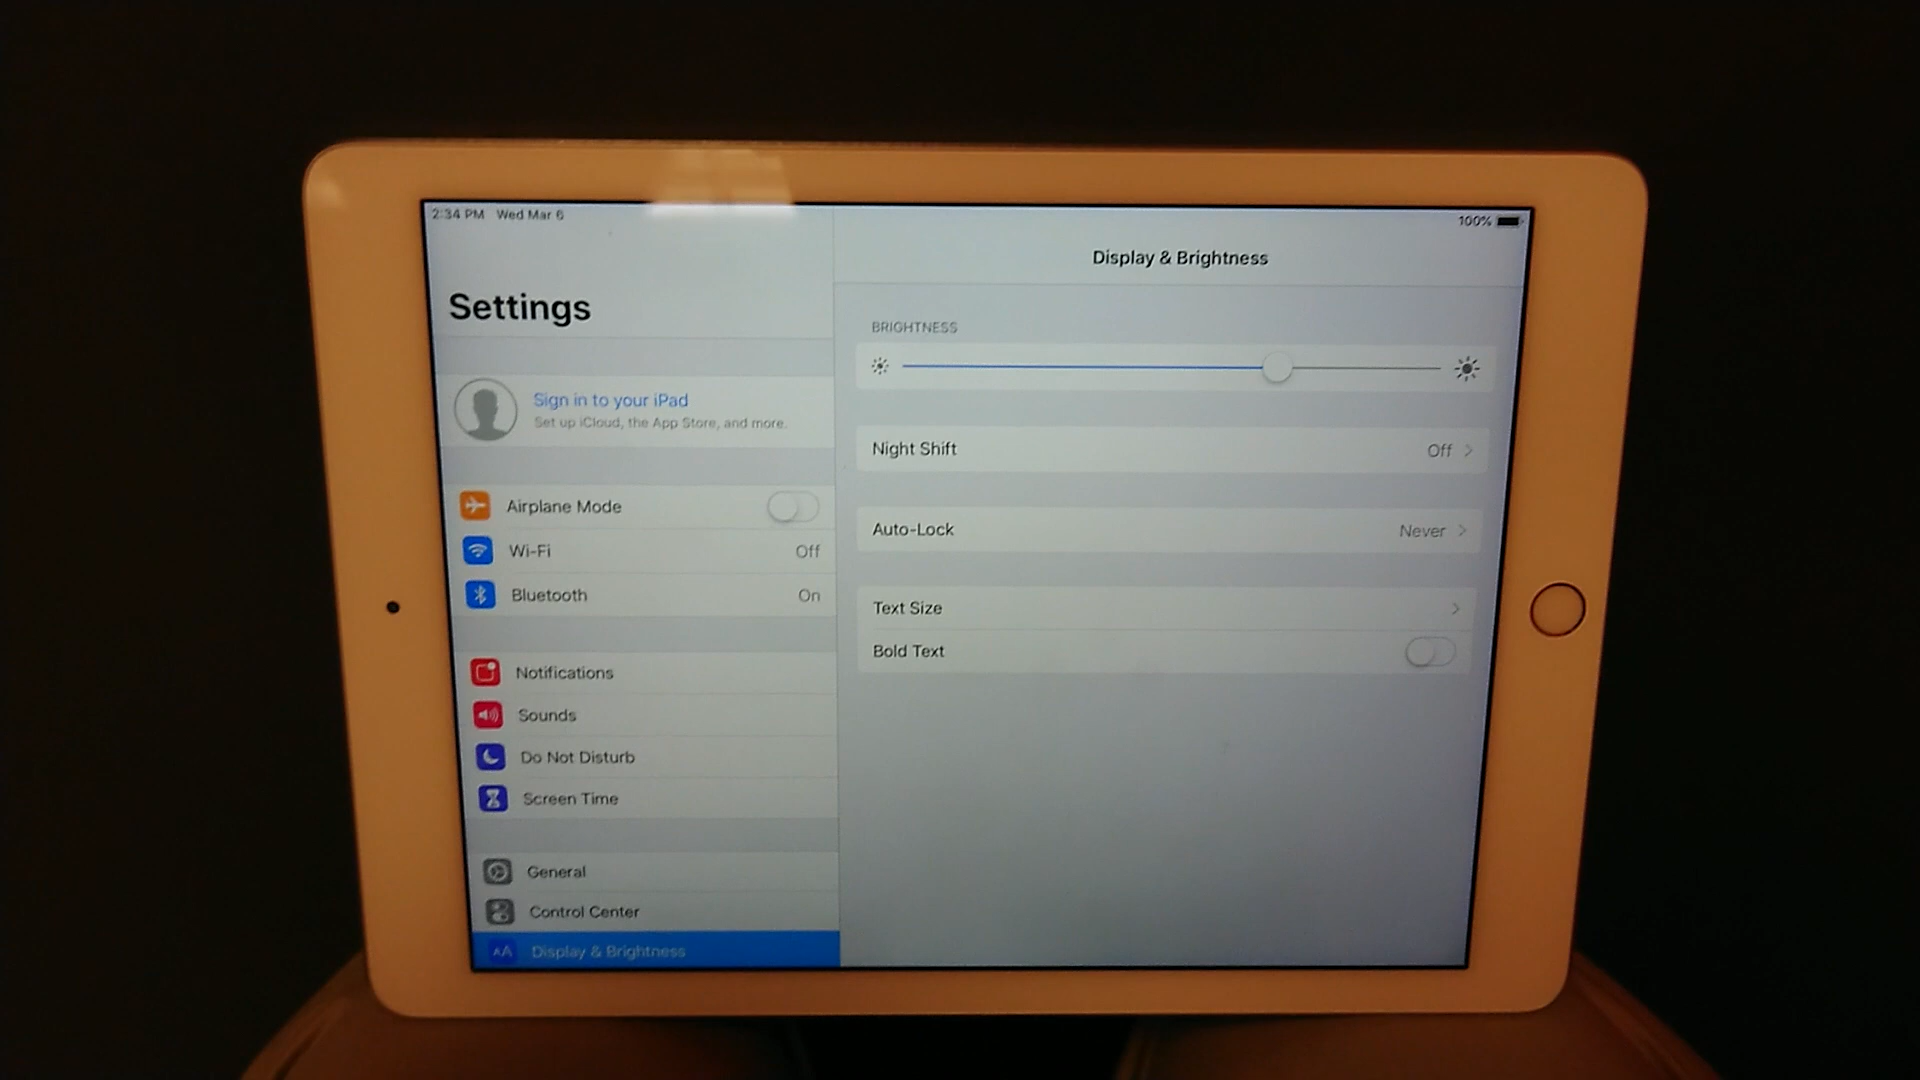 2:34 PM Wed Mar 6
100%
Settings
Sign in to your iPad
Set up iCloud, the App Store, and more.
Airplane Mode
Wi-Fi Off
Bluetooth On
Notifications
Sounds
Do Not Disturb
Screen Time
General
Control Center
AA Display & Brightness
Display & Brightness
BRIGHTNESS
Night Shift Off
Auto-Lock Never
Text Size
Bold Text